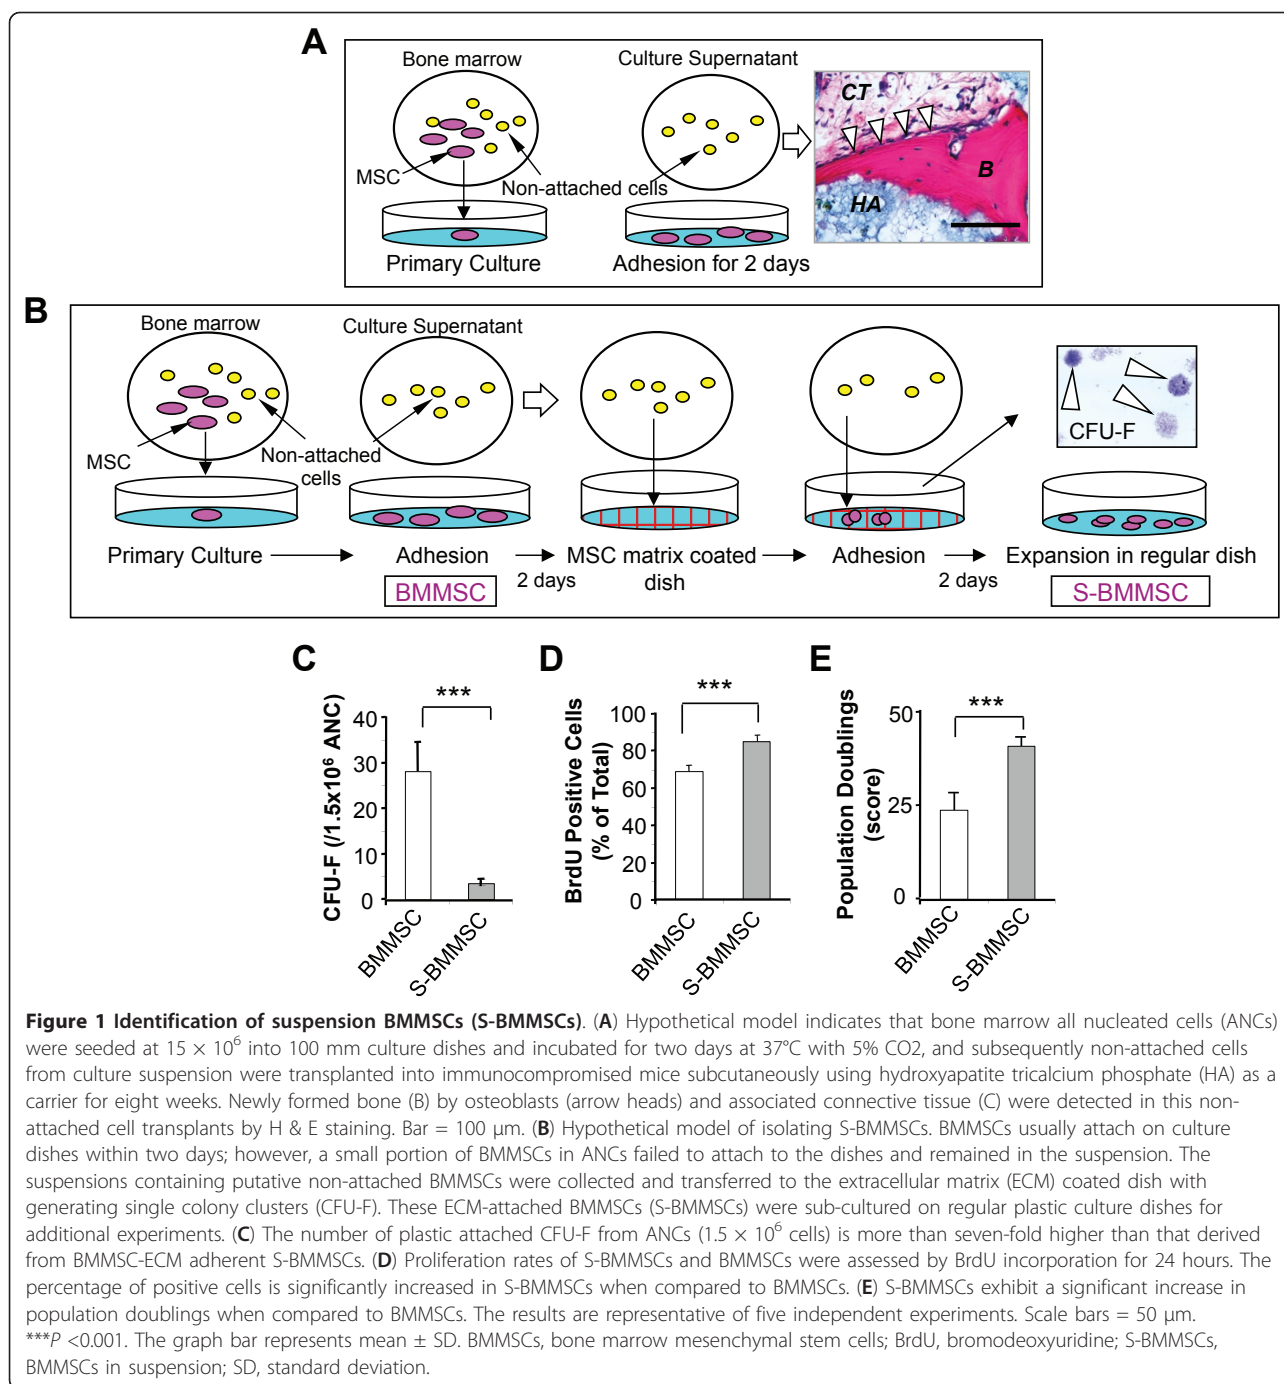 A
Bone marrow
Culture Supernatant
CT
B
HA
MSC
Non-attached cells
Primary Culture
Adhesion for 2 days
B
Bone marrow
Culture Supernatant
MSC
Non-attached
cells
CFU-F
Primary Culture
Adhesion
2 days
MSC matrix coated
dish
Adhesion
2 days
Expansion in regular dish
BMMSC
S-BMMSC
C
CFU-F (/1.5x10⁶ ANC)
***
40
30
20
10
0
BMMSC
S-BMMSC
D
BrdU Positive Cells
(% of Total)
***
100
80
60
40
20
0
BMMSC
S-BMMSC
E
Population Doublings
(score)
***
50
25
0
BMMSC
S-BMMSC
Figure 1 Identification of suspension BMMSCs (S-BMMSCs). (A) Hypothetical model indicates that bone marrow all nucleated cells (ANCs)
were seeded at 15 × 10⁶ into 100 mm culture dishes and incubated for two days at 37°C with 5% CO2, and subsequently non-attached cells
from culture suspension were transplanted into immunocompromised mice subcutaneously using hydroxyapatite tricalcium phosphate (HA) as a
carrier for eight weeks. Newly formed bone (B) by osteoblasts (arrow heads) and associated connective tissue (C) were detected in this non-
attached cell transplants by H & E staining. Bar = 100 μm. (B) Hypothetical model of isolating S-BMMSCs. BMMSCs usually attach on culture
dishes within two days; however, a small portion of BMMSCs in ANCs failed to attach to the dishes and remained in the suspension. The
suspensions containing putative non-attached BMMSCs were collected and transferred to the extracellular matrix (ECM) coated dish with
generating single colony clusters (CFU-F). These ECM-attached BMMSCs (S-BMMSCs) were sub-cultured on regular plastic culture dishes for
additional experiments. (C) The number of plastic attached CFU-F from ANCs (1.5 × 10⁶ cells) is more than seven-fold higher than that derived
from BMMSC-ECM adherent S-BMMSCs. (D) Proliferation rates of S-BMMSCs and BMMSCs were assessed by BrdU incorporation for 24 hours. The
percentage of positive cells is significantly increased in S-BMMSCs when compared to BMMSCs. (E) S-BMMSCs exhibit a significant increase in
population doublings when compared to BMMSCs. The results are representative of five independent experiments. Scale bars = 50 μm.
***P <0.001. The graph bar represents mean ± SD. BMMSCs, bone marrow mesenchymal stem cells; BrdU, bromodeoxyuridine; S-BMMSCs,
BMMSCs in suspension; SD, standard deviation.